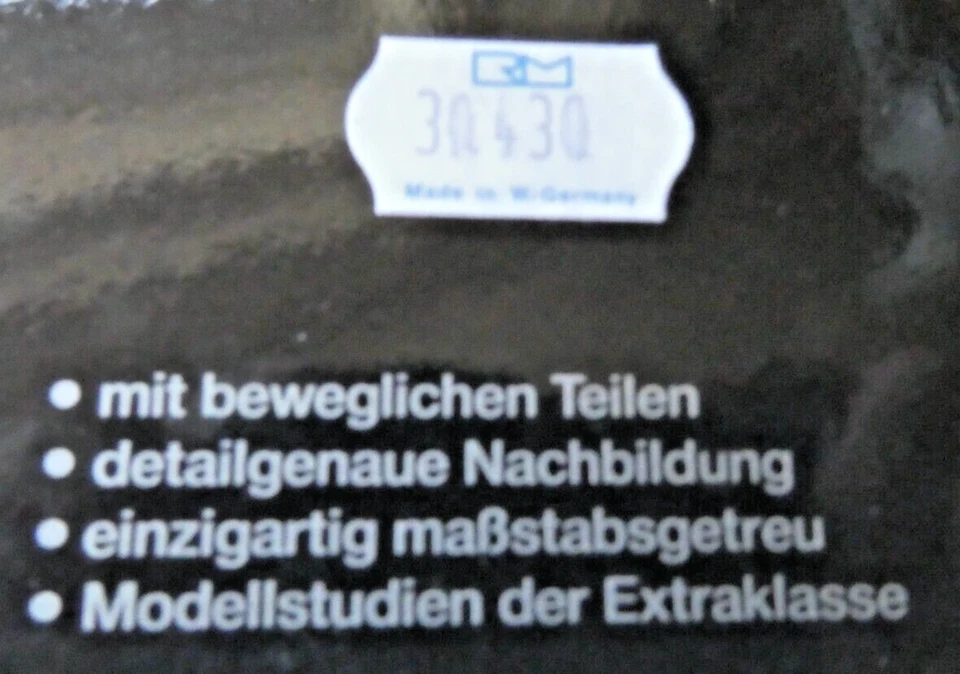 RM
30430
Made in W.-Germany
• mit beweglichen Teilen
• detailgenaue Nachbildung
• einzigartig maßstabsgetreu
• Modellstudien der Extraklasse